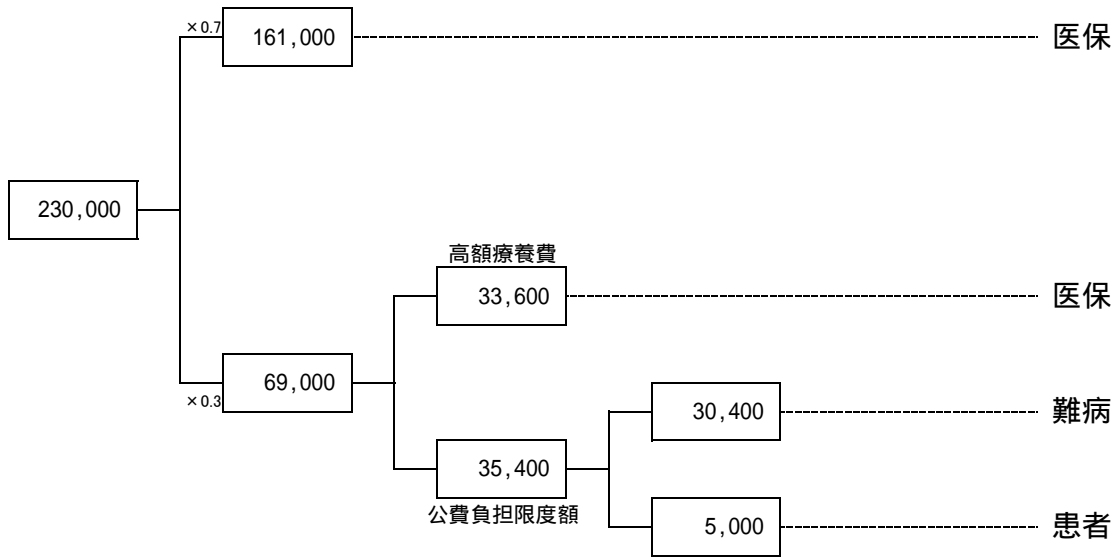 ×0.7
161,000
医保
230,000
高額療養費
33,600
医保
69,000
×0.3
30,400
難病
35,400
公費負担限度額
5,000
患者